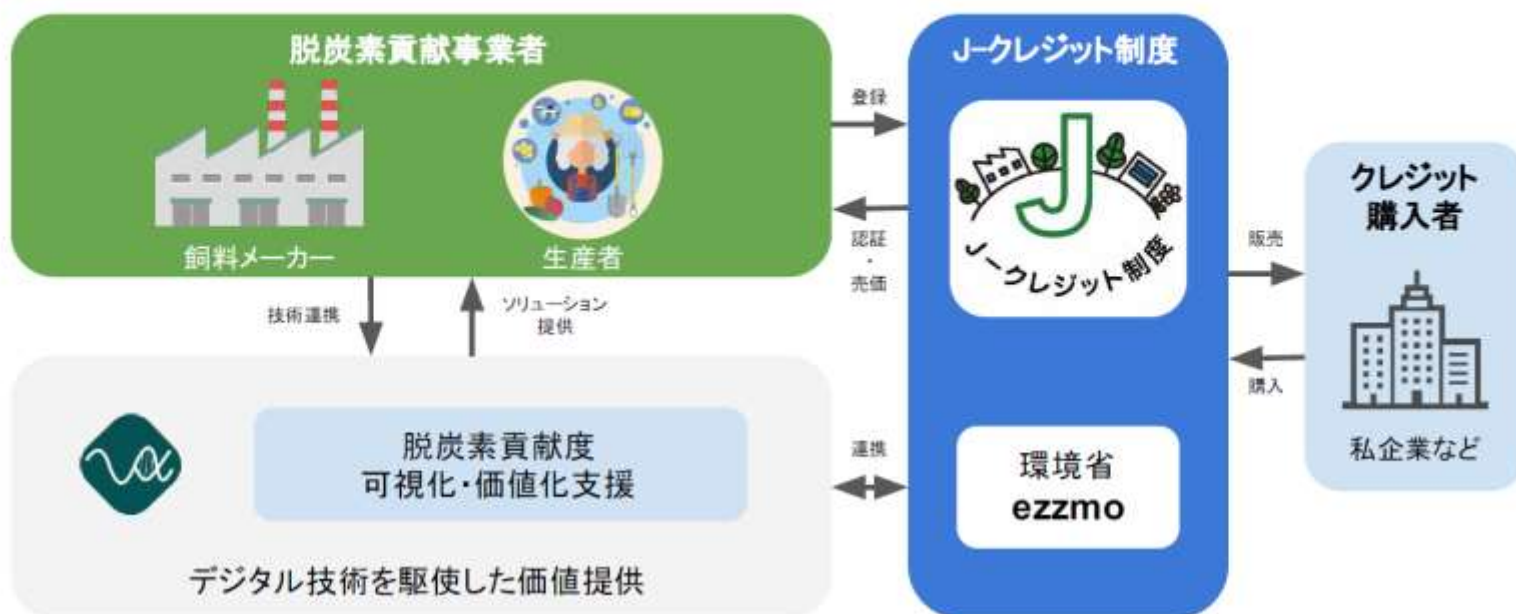 脱炭素貢献事業者
飼料メーカー
生産者
登録
認証
・
売価
J-クレジット制度
J-クレジット制度
技術連携
ソリューション
提供
脱炭素貢献度
可視化・価値化支援
デジタル技術を駆使した価値提供
連携
環境省
ezzmo
販売
購入
クレジット
購入者
私企業など